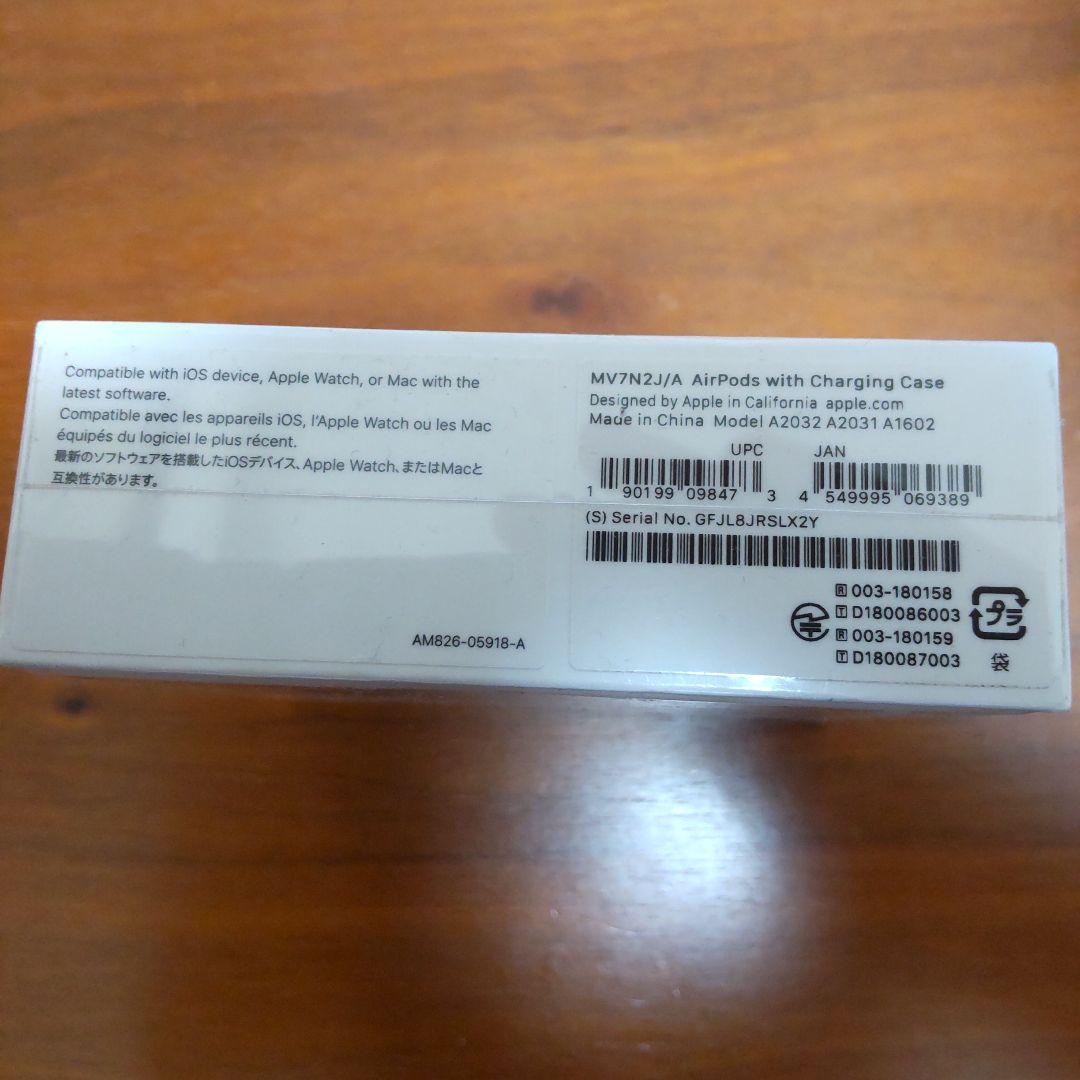 Compatible with iOS device, Apple Watch, or Mac with the
latest software.
Compatible avec les appareils iOS, l'Apple Watch ou les Mac
équipés du logiciel le plus récent.
最新のソフトウェアを搭載したiOSデバイス、Apple Watch、またはMacと
互換性があります。
AM826-05918-A
MV7N2J/A AirPods with Charging Case
Designed by Apple in California apple.com
Made in China Model A2032 A2031 A1602
UPC JAN
1 90199 09847 3 4 549995 069389
(S) Serial No. GFJL8JRSLX2Y
R 003-180158
T D180086003
R 003-180159
T D180087003
プラ
袋